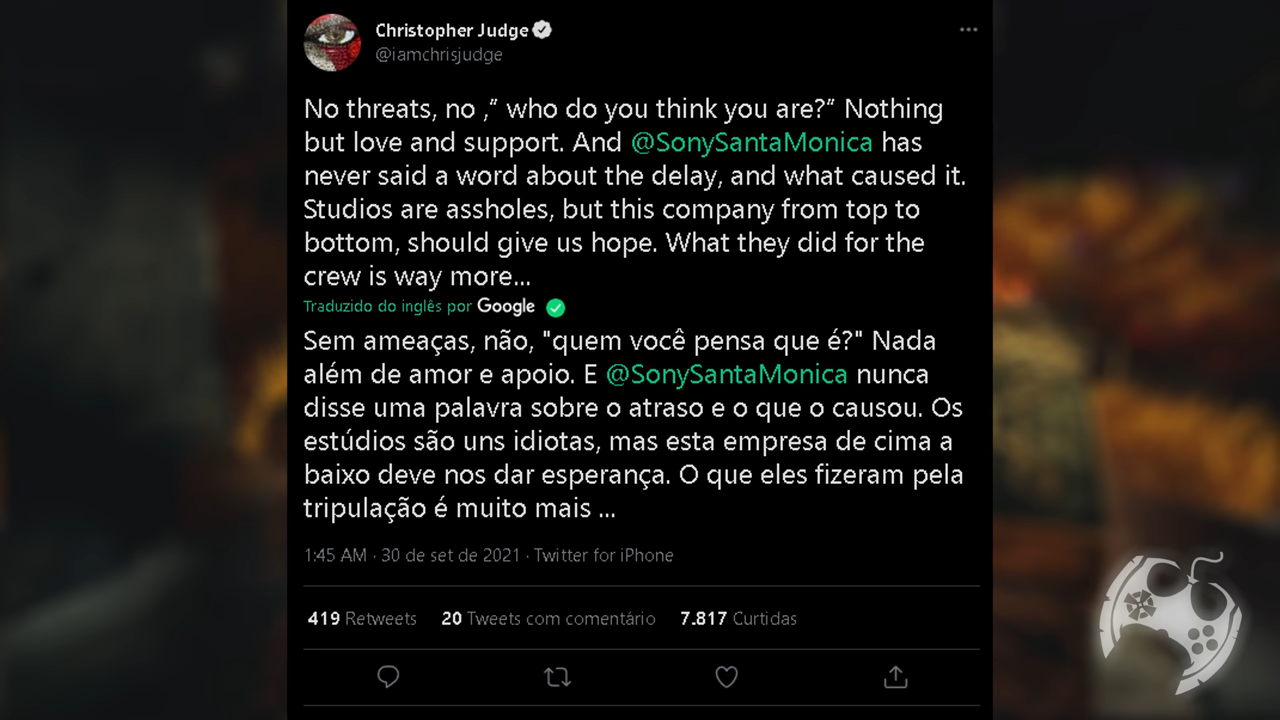 Christopher Judge
@iamchrisjudge
No threats, no ,” who do you think you are?” Nothing
but love and support. And @SonySantaMonica has
never said a word about the delay, and what caused it.
Studios are assholes, but this company from top to
bottom, should give us hope. What they did for the
crew is way more...
Traduzido do inglês por Google
Sem ameaças, não, "quem você pensa que é?" Nada
além de amor e apoio. E @SonySantaMonica nunca
disse uma palavra sobre o atraso e o que o causou. Os
estúdios são uns idiotas, mas esta empresa de cima a
baixo deve nos dar esperança. O que eles fizeram pela
tripulação é muito mais ...
1:45 AM · 30 de set de 2021 · Twitter for iPhone
419 Retweets 20 Tweets com comentário 7.817 Curtidas